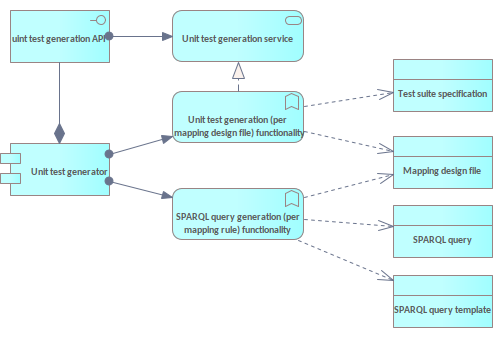 uint test generation API
Unit test generation service
Unit test generation (per
mapping design file) functionality
Test suite specification
Mapping design file
Unit test generator
SPARQL query generation (per
mapping rule) functionality
SPARQL query
SPARQL query template